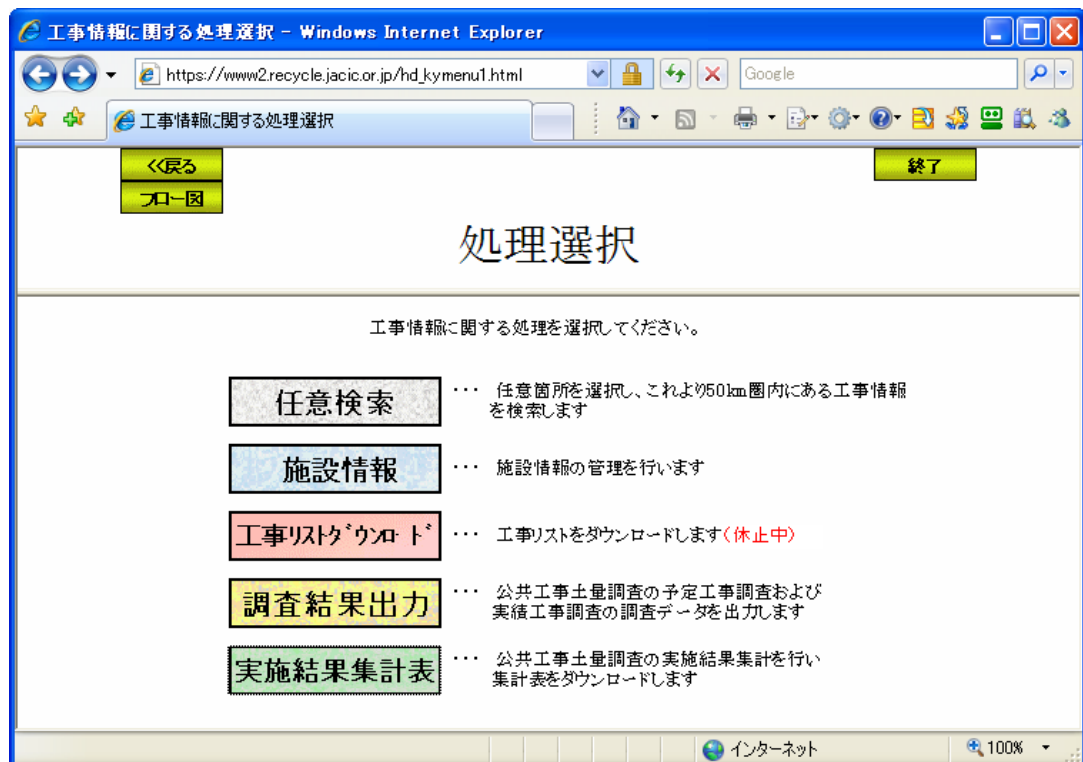 工事情報に関する処理選択 - Windows Internet Explorer
https://www2.recycle.jacic.or.jp/hd_kymenu1.html
Google
工事情報に関する処理選択
<<戻る
終了
フロー図
処理選択
工事情報に関する処理を選択してください。
任意検索 ・・・ 任意箇所を選択し、これより50km圏内にある工事情報
を検索します
施設情報 ・・・ 施設情報の管理を行います
工事リストダウンロード ・・・ 工事リストをダウンロードします(休止中)
調査結果出力 ・・・ 公共工事土量調査の予定工事調査および
実績工事調査の調査データを出力します
実施結果集計表 ・・・ 公共工事土量調査の実施結果集計を行い
集計表をダウンロードします
インターネット
100%